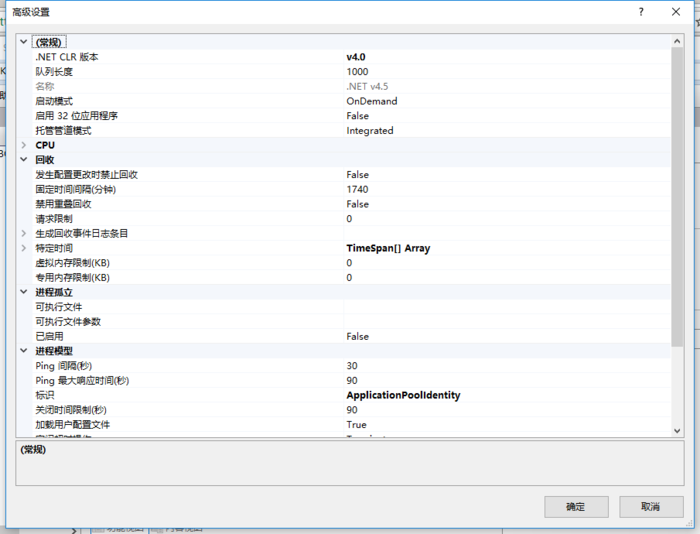 高级设置
(常规)
.NET CLR 版本 v4.0
队列长度 1000
名称 .NET v4.5
启动模式 OnDemand
启用 32 位应用程序 False
托管管道模式 Integrated
CPU
回收
发生配置更改时禁止回收 False
固定时间间隔(分钟) 1740
禁用重叠回收 False
请求限制 0
生成回收事件日志条目
特定时间 TimeSpan[] Array
虚拟内存限制(KB) 0
专用内存限制(KB) 0
进程孤立
可执行文件
可执行文件参数
已启用 False
进程模型
Ping 间隔(秒) 30
Ping 最大响应时间(秒) 90
标识 ApplicationPoolIdentity
关闭时间限制(秒) 90
加载用户配置文件 True
(常规)
确定 取消